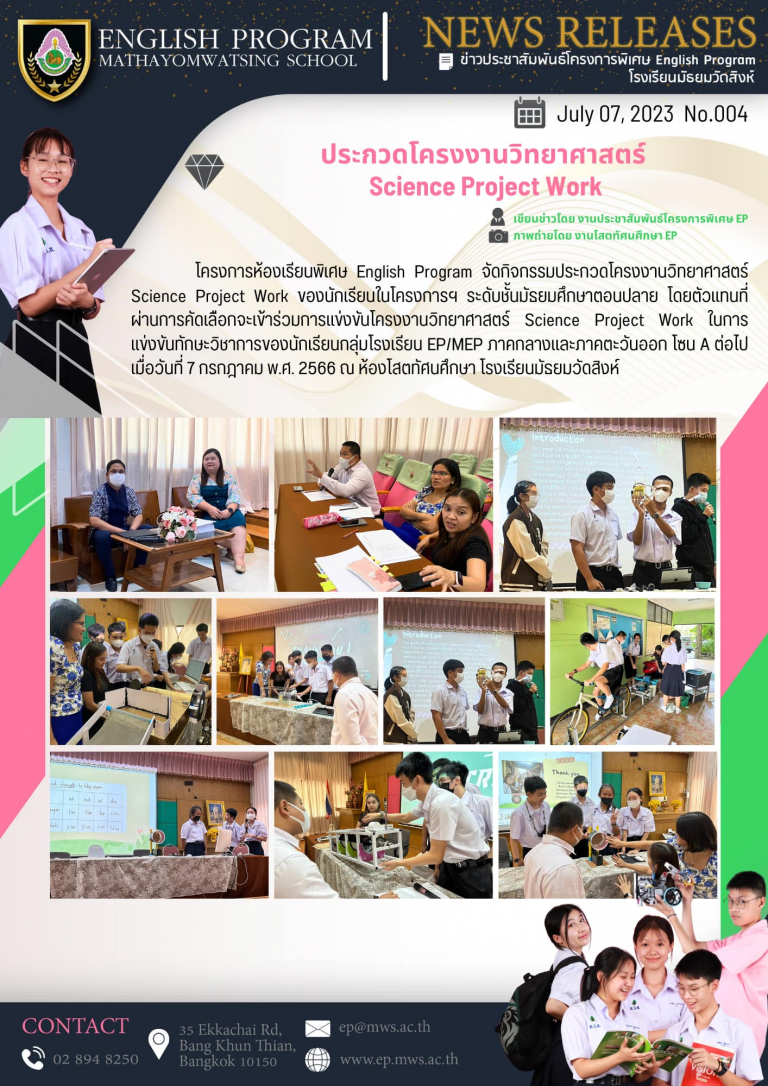 ENGLISH PROGRAM
MATHAYOMWATSING SCHOOL
NEWS RELEASES
ข่าวประชาสัมพันธ์โครงการพิเศษ English Program
โรงเรียนมัธยมวัดสิงห์
July 07, 2023 No.004
ประกวดโครงงานวิทยาศาสตร์
Science Project Work
เขียนข่าวโดย งานประชาสัมพันธ์โครงการพิเศษ EP
ภาพถ่ายโดย งานโสตทัศนศึกษา EP
โครงการห้องเรียนพิเศษ English Program จัดกิจกรรมประกวดโครงงานวิทยาศาสตร์
Science Project Work ของนักเรียนในโครงการฯ ระดับชั้นมัธยมศึกษาตอนปลาย โดยตัวแทนที่
ผ่านการคัดเลือกจะเข้าร่วมการแข่งขันโครงงานวิทยาศาสตร์ Science Project Work ในการ
แข่งขันทักษะวิชาการของนักเรียนกลุ่มโรงเรียน EP/MEP ภาคกลางและภาคตะวันออก โซน A ต่อไป
เมื่อวันที่ 7 กรกฎาคม พ.ศ. 2566 ณ ห้องโสตทัศนศึกษา โรงเรียนมัธยมวัดสิงห์
Introduction
Introduction
Thank you
CONTACT
02 894 8250
35 Ekkachai Rd,
Bang Khun Thian,
Bangkok 10150
ep@mws.ac.th
www.ep.mws.ac.th